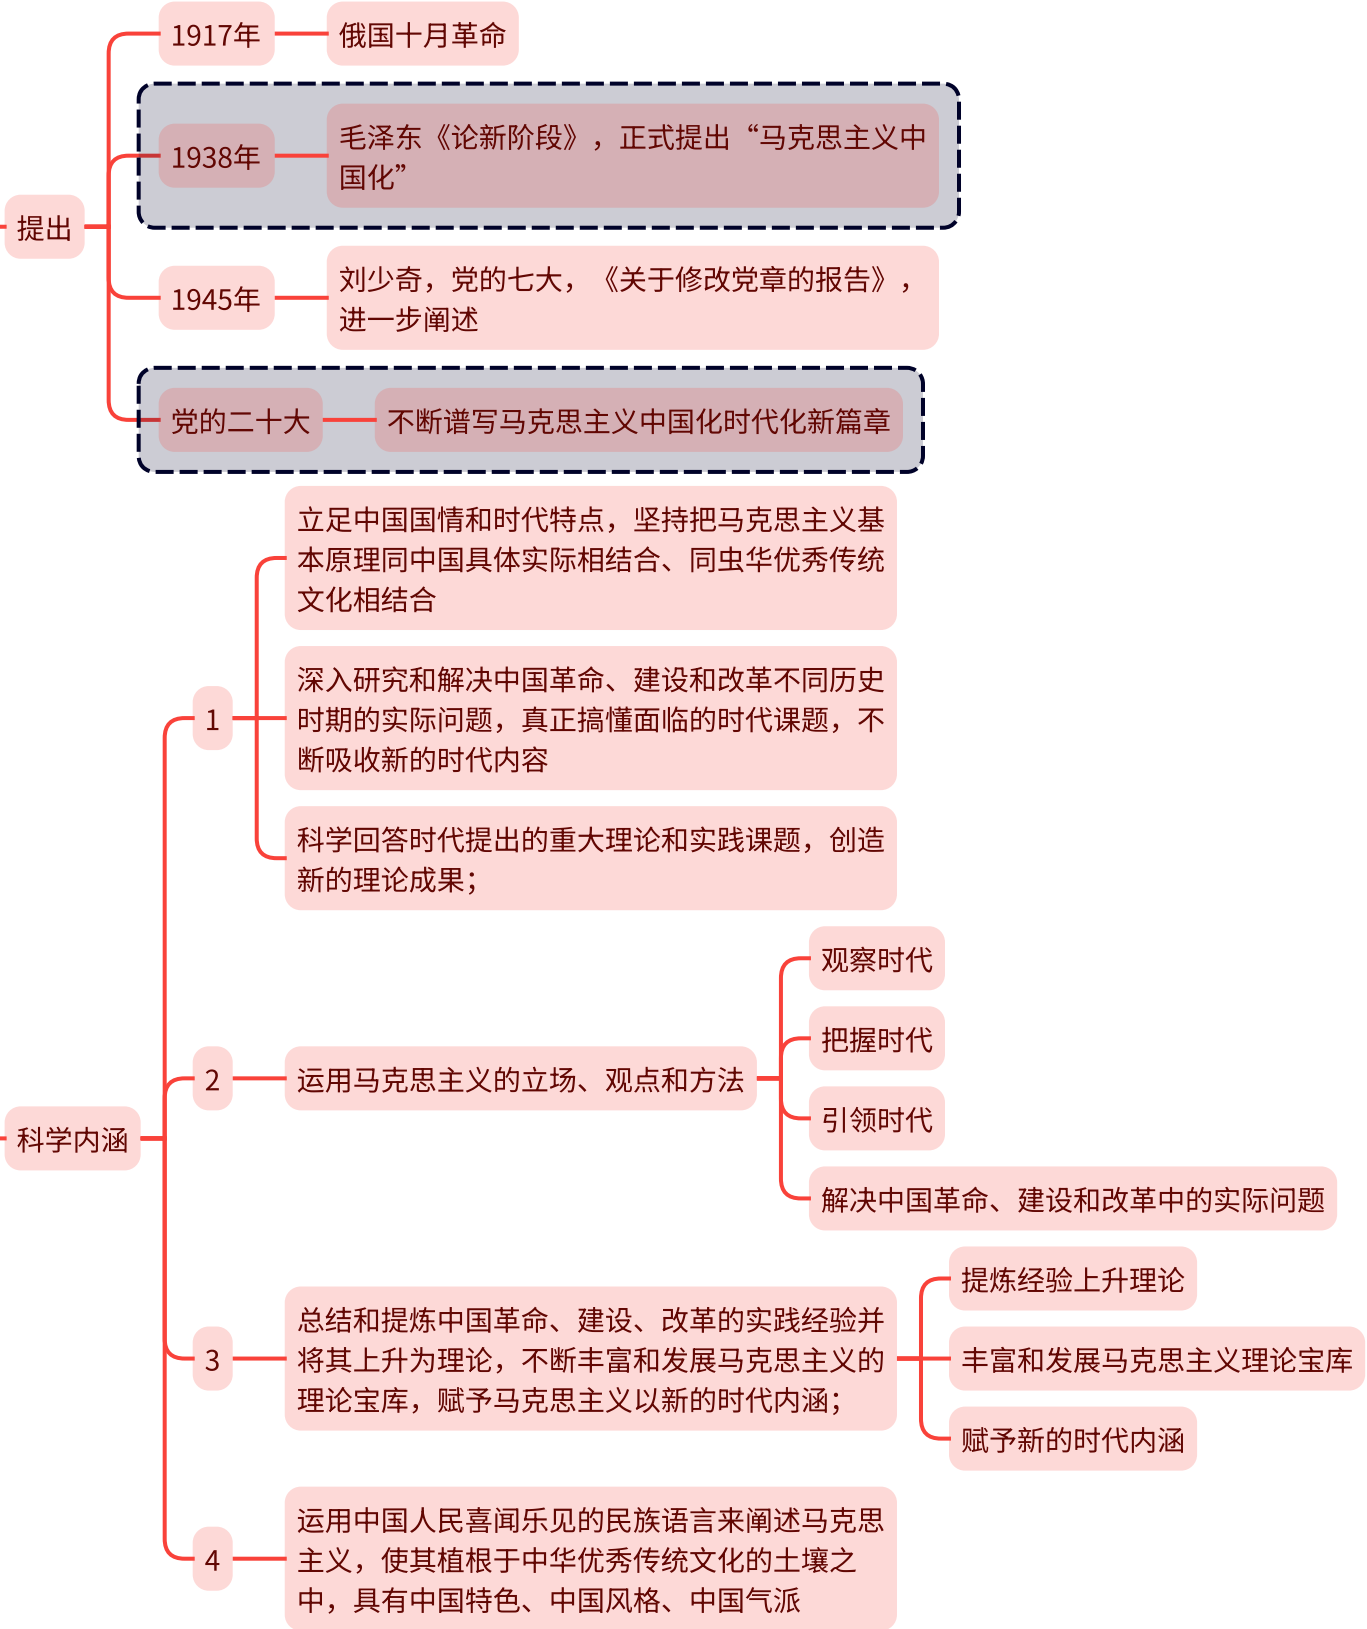 提出
1917年
俄国十月革命
1938年
毛泽东《论新阶段》，正式提出“马克思主义中
国化”
1945年
刘少奇，党的七大，《关于修改党章的报告》，
进一步阐述
党的二十大
不断谱写马克思主义中国化时代化新篇章
科学内涵
1
立足中国国情和时代特点，坚持把马克思主义基
本原理同中国具体实际相结合、同虫华优秀传统
文化相结合
深入研究和解决中国革命、建设和改革不同历史
时期的实际问题，真正搞懂面临的时代课题，不
断吸收新的时代内容
科学回答时代提出的重大理论和实践课题，创造
新的理论成果；
2
运用马克思主义的立场、观点和方法
观察时代
把握时代
引领时代
解决中国革命、建设和改革中的实际问题
3
总结和提炼中国革命、建设、改革的实践经验并
将其上升为理论，不断丰富和发展马克思主义的
理论宝库，赋予马克思主义以新的时代内涵；
提炼经验上升理论
丰富和发展马克思主义理论宝库
赋予新的时代内涵
4
运用中国人民喜闻乐见的民族语言来阐述马克思
主义，使其植根于中华优秀传统文化的土壤之
中，具有中国特色、中国风格、中国气派